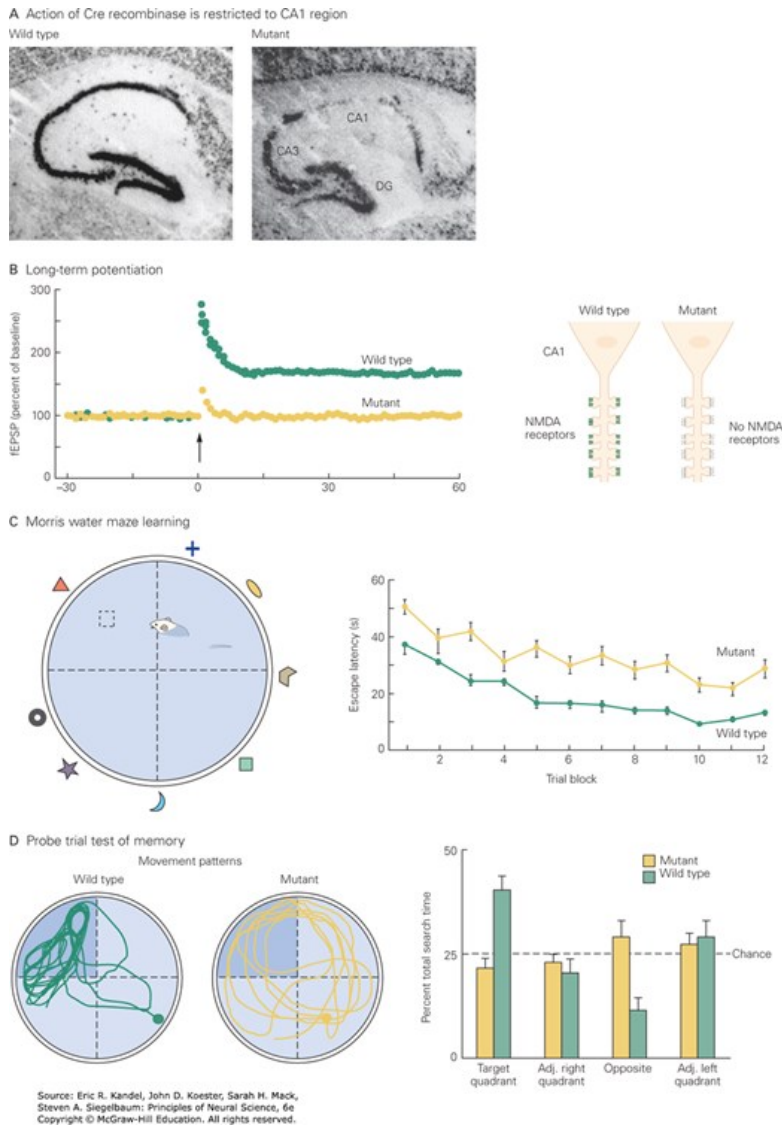 A Action of Cre recombinase is restricted to CA1 region
Wild type
Mutant
CA1
CA3
DG
B Long-term potentiation
300
200
100
0
fEPSP (percent of baseline)
Wild type
Mutant
–30
0
30
60
Wild type
Mutant
CA1
NMDA
receptors
No NMDA
receptors
C Morris water maze learning
60
40
20
0
Escape latency (s)
Mutant
Wild type
2
4
6
8
10
12
Trial block
D Probe trial test of memory
Movement patterns
Wild type
Mutant
50
25
0
Percent total search time
Mutant
Wild type
Chance
Target
quadrant
Adj. right
quadrant
Opposite
Adj. left
quadrant
Source: Eric R. Kandel, John D. Koester, Sarah H. Mack,
Steven A. Siegelbaum: Principles of Neural Science, 6e
Copyright © McGraw-Hill Education. All rights reserved.